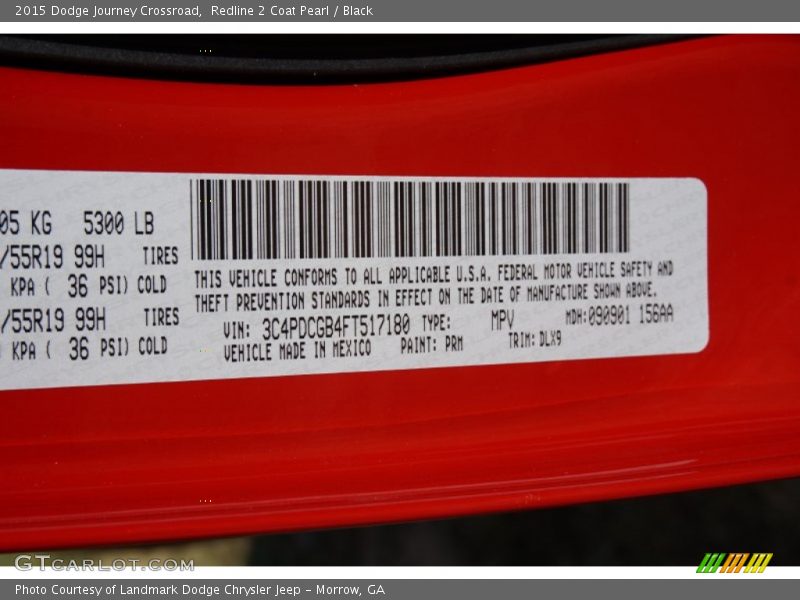 2015 Dodge Journey Crossroad, Redline 2 Coat Pearl / Black
05 KG 5300 LB
/55R19 99H TIRES
KPA ( 36 PSI) COLD
/55R19 99H TIRES
KPA ( 36 PSI) COLD
THIS VEHICLE CONFORMS TO ALL APPLICABLE U.S.A. FEDERAL MOTOR VEHICLE SAFETY AND
THEFT PREVENTION STANDARDS IN EFFECT ON THE DATE OF MANUFACTURE SHOWN ABOVE.
VIN: 3C4PDCGB4FT517180 TYPE: MPV MDH:090901 156AA
VEHICLE MADE IN MEXICO PAINT: PRM TRIM: DLX9
GTCARLOT.COM
Photo Courtesy of Landmark Dodge Chrysler Jeep - Morrow, GA